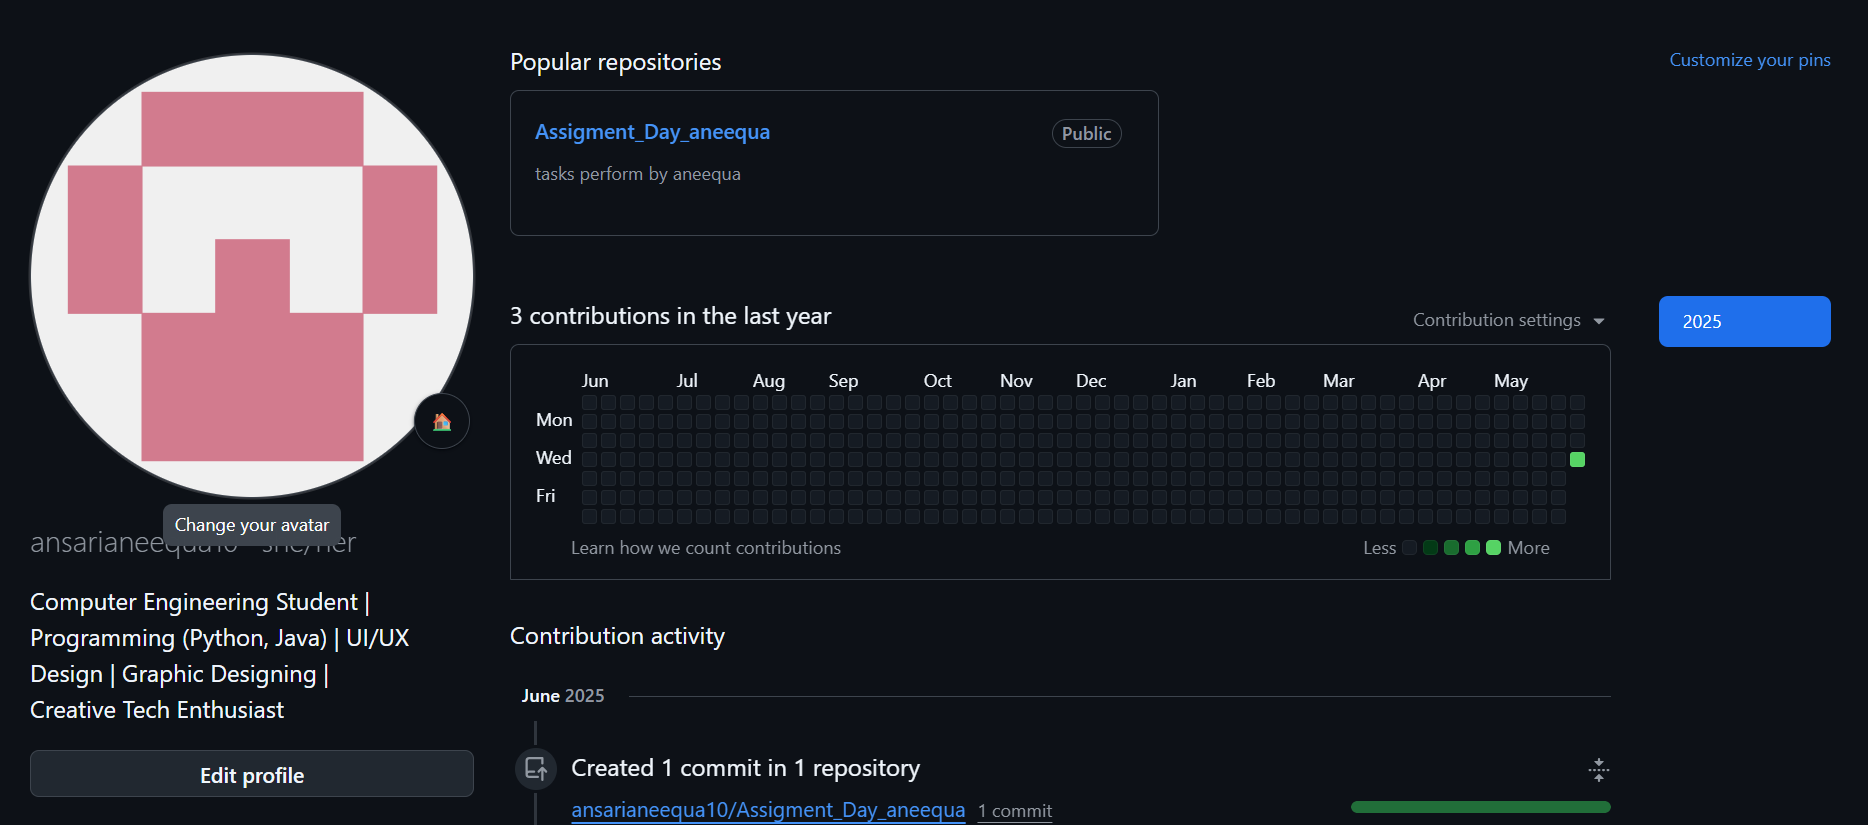 Popular repositories
Customize your pins
Assigment_Day_aneequa
Public
tasks perform by aneequa
3 contributions in the last year
Contribution settings
2025
Jun Jul Aug Sep Oct Nov Dec Jan Feb Mar Apr May
Mon
Wed
Fri
Learn how we count contributions
Less More
Change your avatar
ansarianeequa10 she/her
Computer Engineering Student |
Programming (Python, Java) | UI/UX
Design | Graphic Designing |
Creative Tech Enthusiast
Edit profile
Contribution activity
June 2025
Created 1 commit in 1 repository
ansarianeequa10/Assigment_Day_aneequa 1 commit